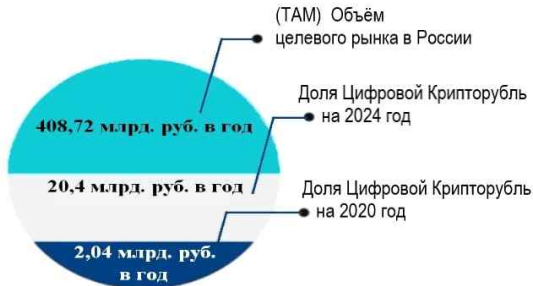 (TAM) Объём
целевого рынка в России
408,72 млрд. руб. в год
Доля Цифровой Крипторубль
на 2024 год
20,4 млрд. руб. в год
Доля Цифровой Крипторубль
на 2020 год
2,04 млрд. руб.
в год